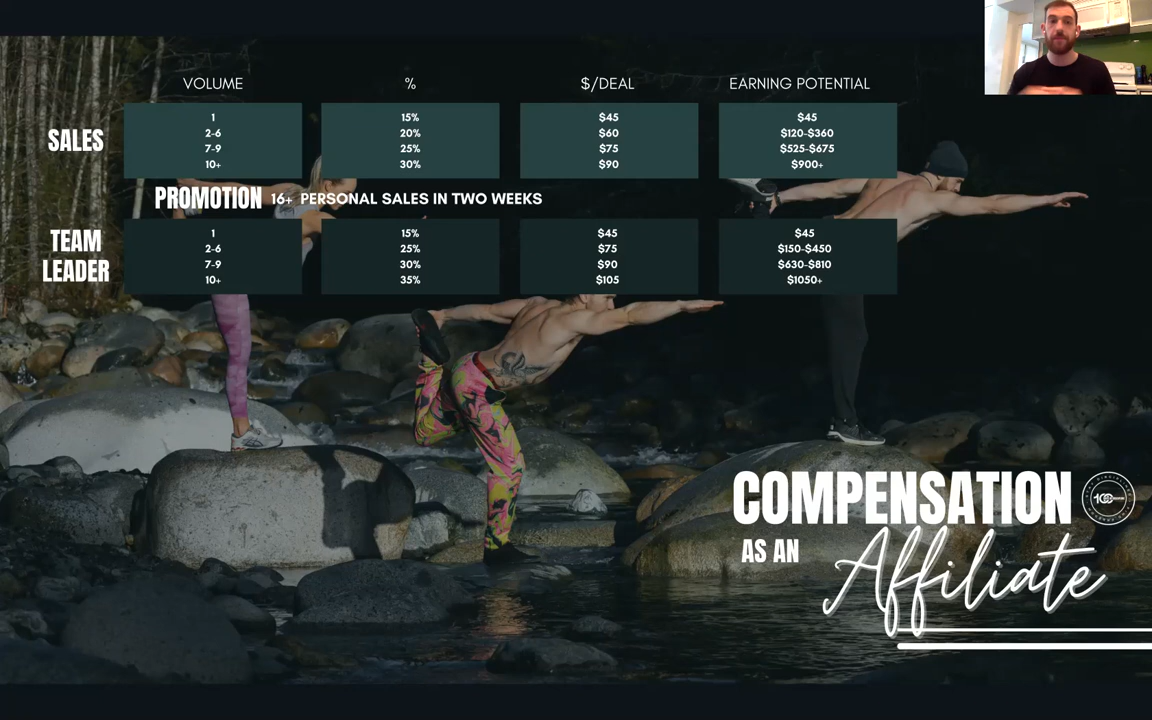 VOLUME % $/DEAL EARNING POTENTIAL
SALES
1 15% $45 $45
2-6 20% $60 $120-$360
7-9 25% $75 $525-$675
10+ 30% $90 $900+
PROMOTION 16+ PERSONAL SALES IN TWO WEEKS
TEAM LEADER
1 15% $45 $45
2-6 25% $75 $150-$450
7-9 30% $90 $630-$810
10+ 35% $105 $1050+
COMPENSATION
AS AN
Affiliate